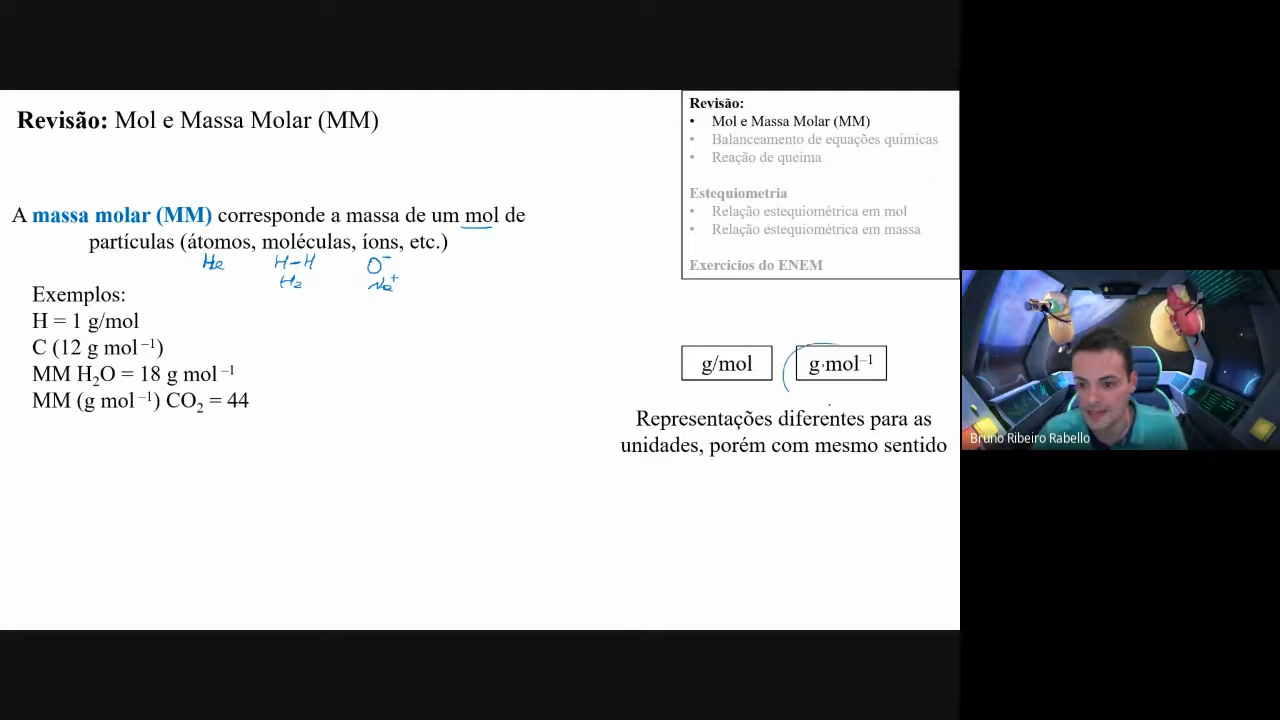 Revisão: Mol e Massa Molar (MM)
A massa molar (MM) corresponde a massa de um mol de
partículas (átomos, moléculas, íons, etc.)
He H-H O⁻
H₂ Na⁺
Exemplos:
H = 1 g/mol
C (12 g mol⁻¹)
MM H₂O = 18 g mol⁻¹
MM (g mol⁻¹) CO₂ = 44
Revisão:
• Mol e Massa Molar (MM)
• Balanceamento de equações químicas
• Reação de queima
Estequiometria
• Relação estequiométrica em mol
• Relação estequiométrica em massa
Exercícios do ENEM
g/mol g·mol⁻¹
Representações diferentes para as
unidades, porém com mesmo sentido
Bruno Ribeiro Rabello